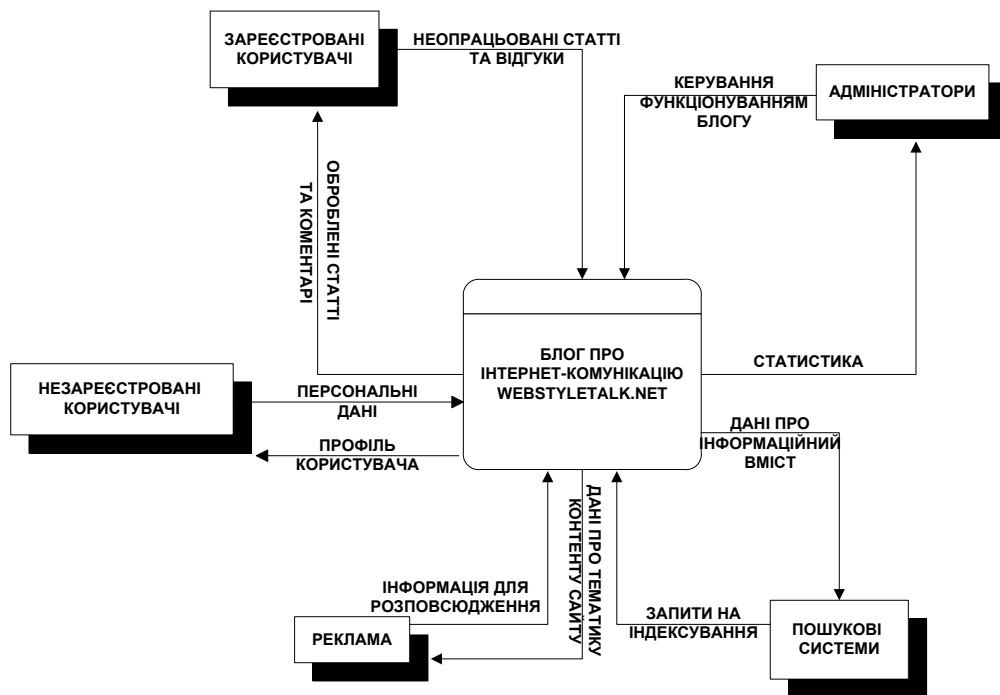 ЗАРЕЄСТРОВАНІ
КОРИСТУВАЧІ
НЕОПРАЦЬОВАНІ СТАТТІ
ТА ВІДГУКИ
КЕРУВАННЯ
ФУНКЦІОНУВАННЯМ
БЛОГУ
АДМІНІСТРАТОРИ
ОБРОБЛЕНІ СТАТТІ
ТА КОМЕНТАРІ
БЛОГ ПРО
ІНТЕРНЕТ-КОМУНІКАЦІЮ
WEBSTYLETALK.NET
СТАТИСТИКА
НЕЗАРЕЄСТРОВАНІ
КОРИСТУВАЧІ
ПЕРСОНАЛЬНІ
ДАНІ
ПРОФІЛЬ
КОРИСТУВАЧА
ДАНІ ПРО
ІНФОРМАЦІЙНИЙ
ВМІСТ
ДАНІ ПРО ТЕМАТИКУ
КОНТЕНТУ САЙТУ
ІНФОРМАЦІЯ ДЛЯ
РОЗПОВСЮДЖЕННЯ
РЕКЛАМА
ЗАПИТИ НА
ІНДЕКСУВАННЯ
ПОШУКОВІ
СИСТЕМИ